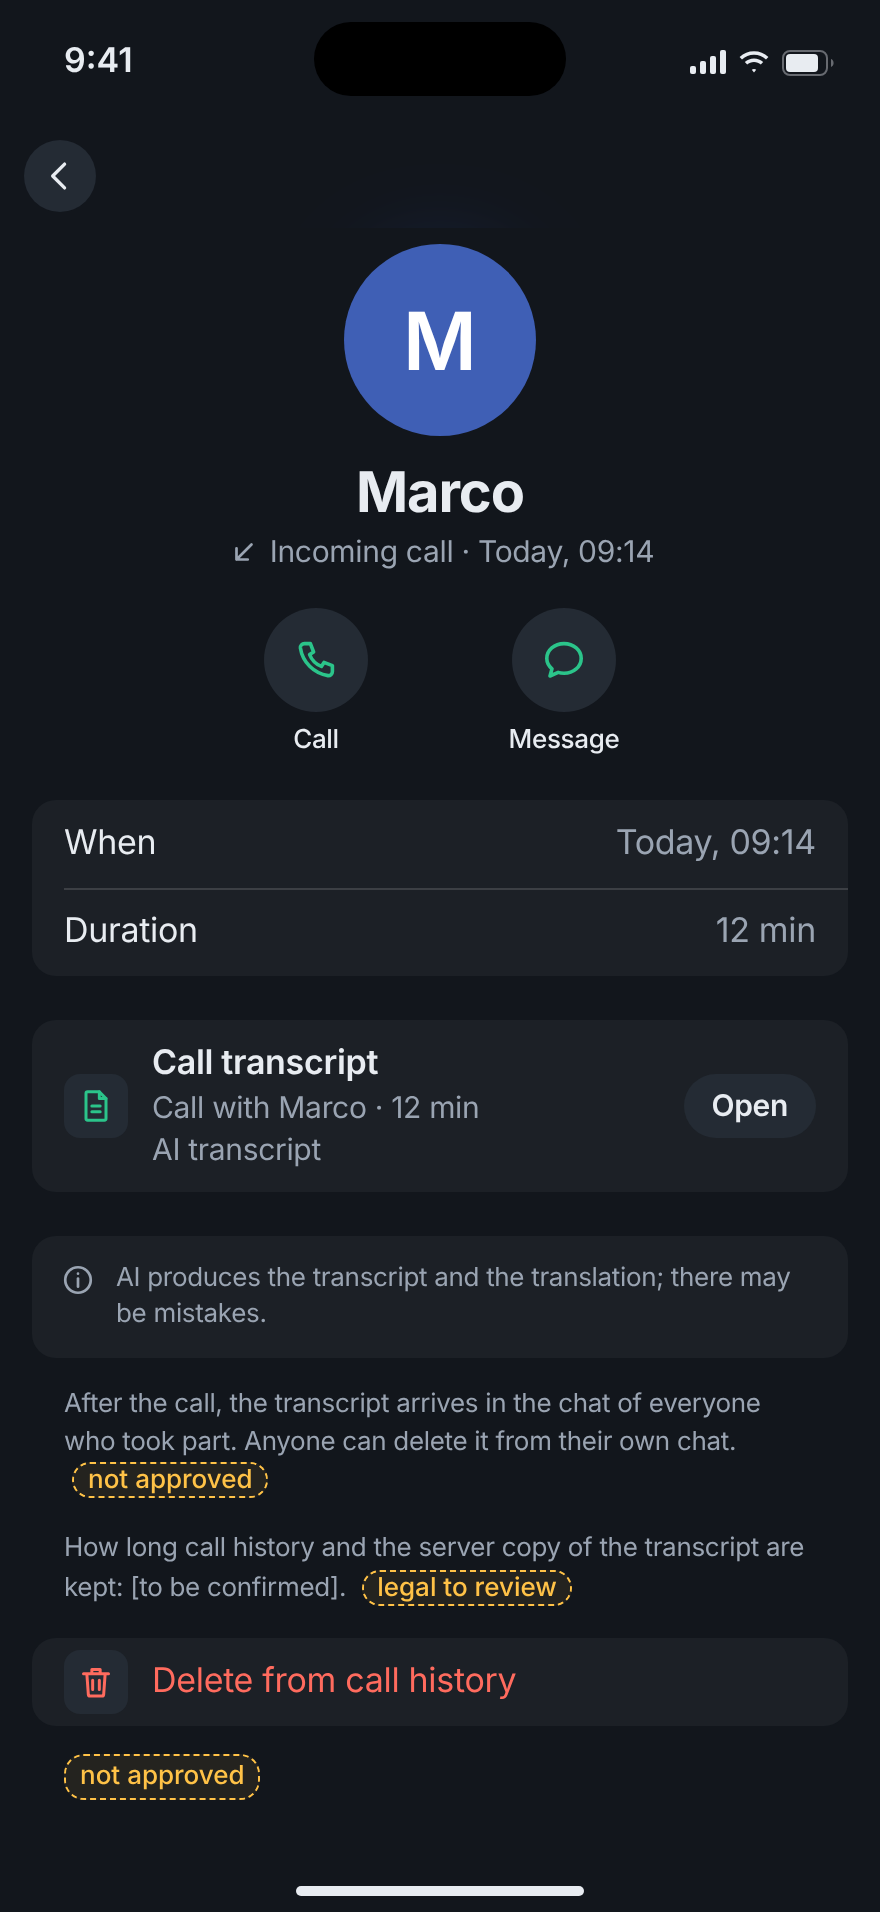 9:41
M
Marco
Incoming call · Today, 09:14
Call
Message
When
Today, 09:14
Duration
12 min
Call transcript
Call with Marco · 12 min
AI transcript
Open
AI produces the transcript and the translation; there may
be mistakes.
After the call, the transcript arrives in the chat of everyone
who took part. Anyone can delete it from their own chat.
not approved
How long call history and the server copy of the transcript are
kept: [to be confirmed]. legal to review
Delete from call history
not approved